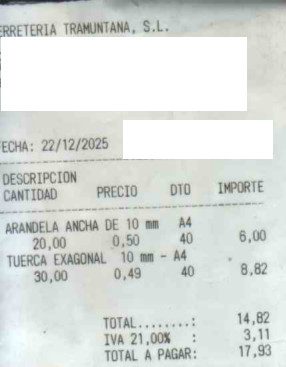 ERRETERIA TRAMUNTANA, S.L.
FECHA: 22/12/2025
DESCRIPCION
CANTIDAD PRECIO DTO IMPORTE
ARANDELA ANCHA DE 10 mm A4
20,00 0,50 40 6,00
TUERCA EXAGONAL 10 mm - A4
30,00 0,49 40 8,82
TOTAL........: 14,82
IVA 21,00% : 3,11
TOTAL A PAGAR: 17,93